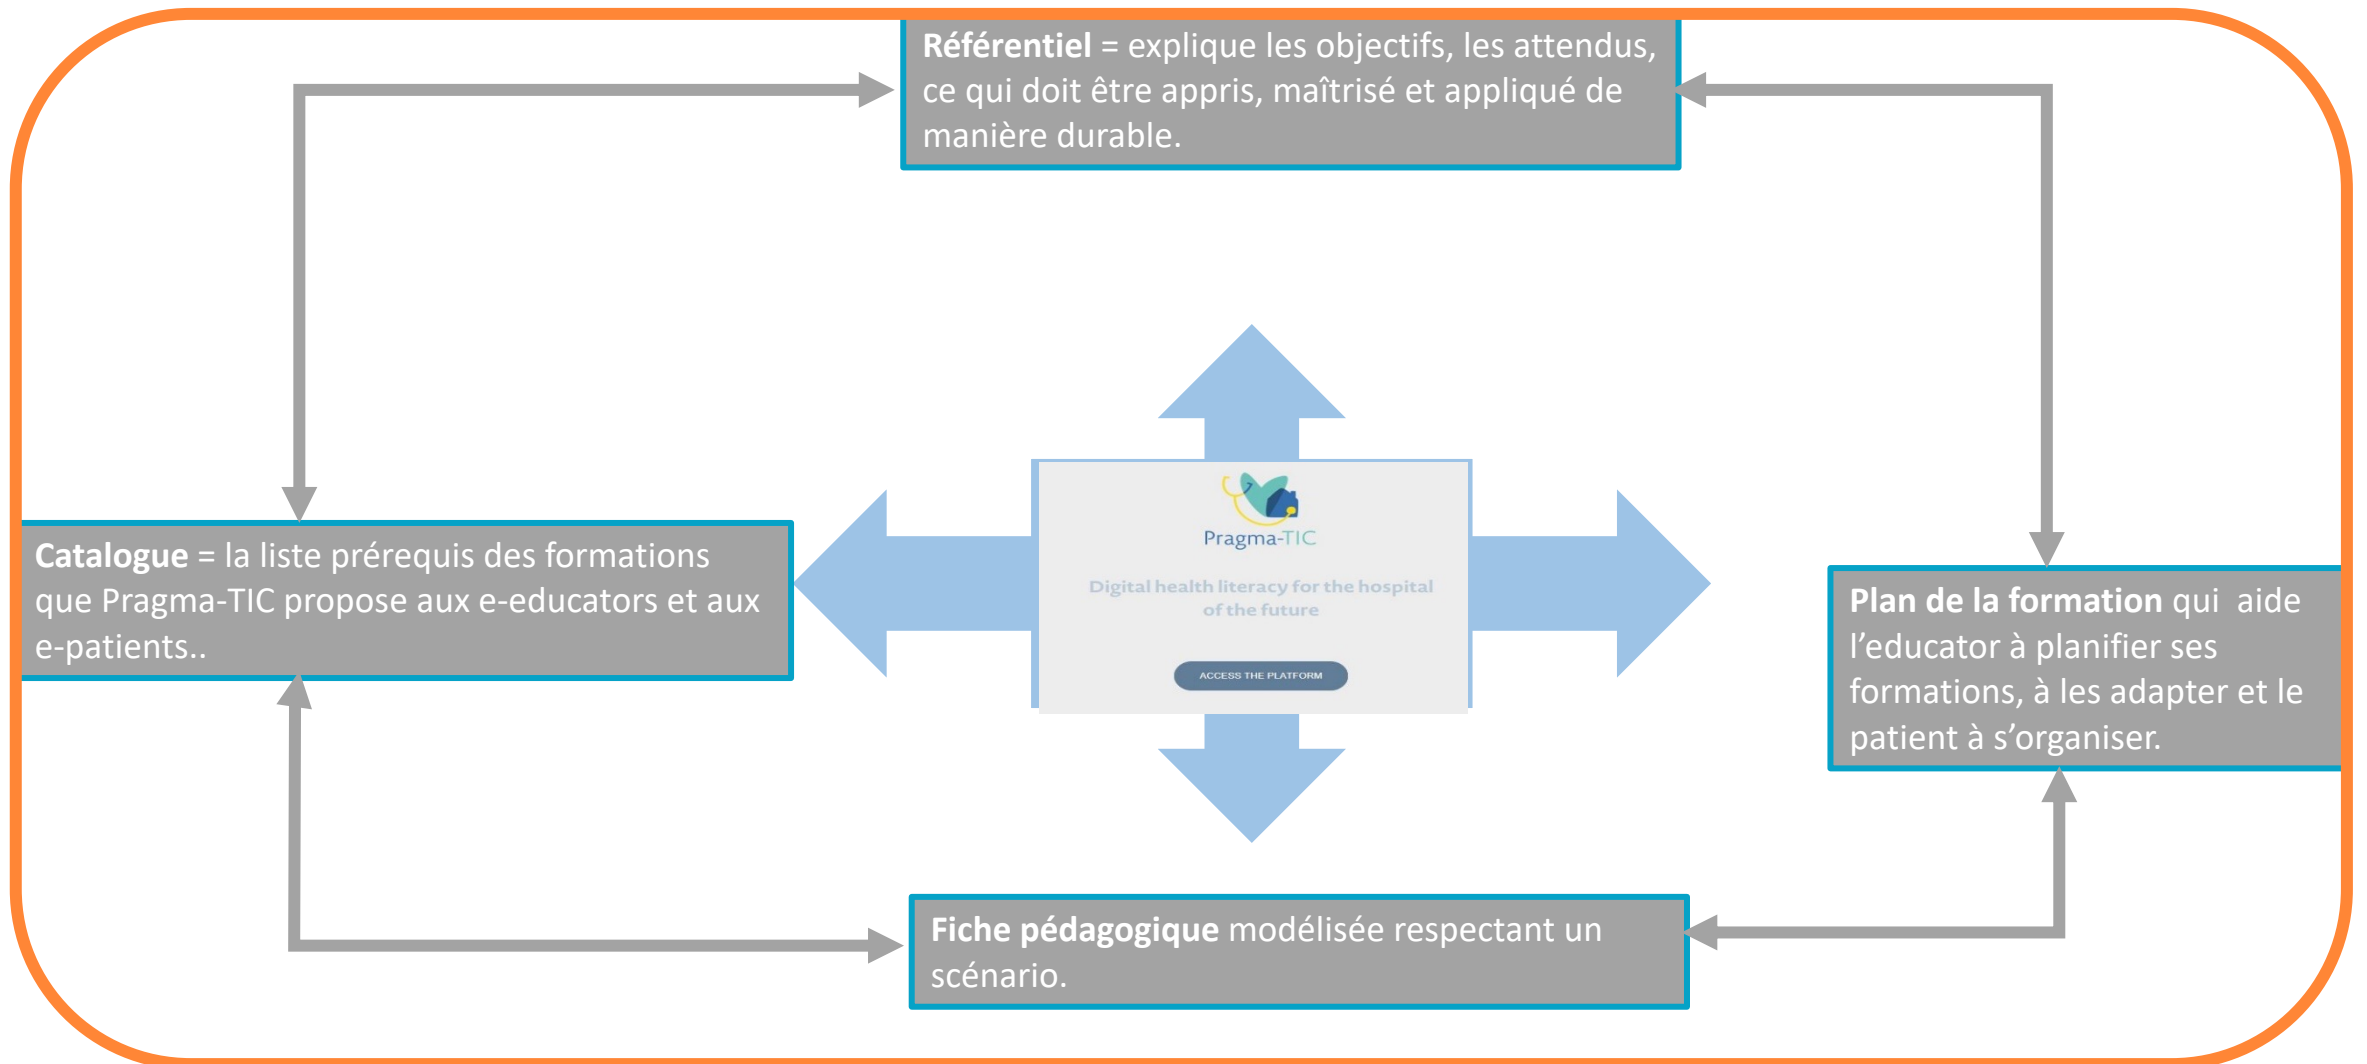 Référentiel = explique les objectifs, les attendus,
ce qui doit être appris, maîtrisé et appliqué de
manière durable.
Catalogue = la liste prérequis des formations
que Pragma-TIC propose aux e-educators et aux
e-patients..
Pragma-TIC
Digital health literacy for the hospital
of the future
ACCESS THE PLATFORM
Plan de la formation qui  aide
l’educator à planifier ses
formations, à les adapter et le
patient à s’organiser.
Fiche pédagogique modélisée respectant un
scénario.